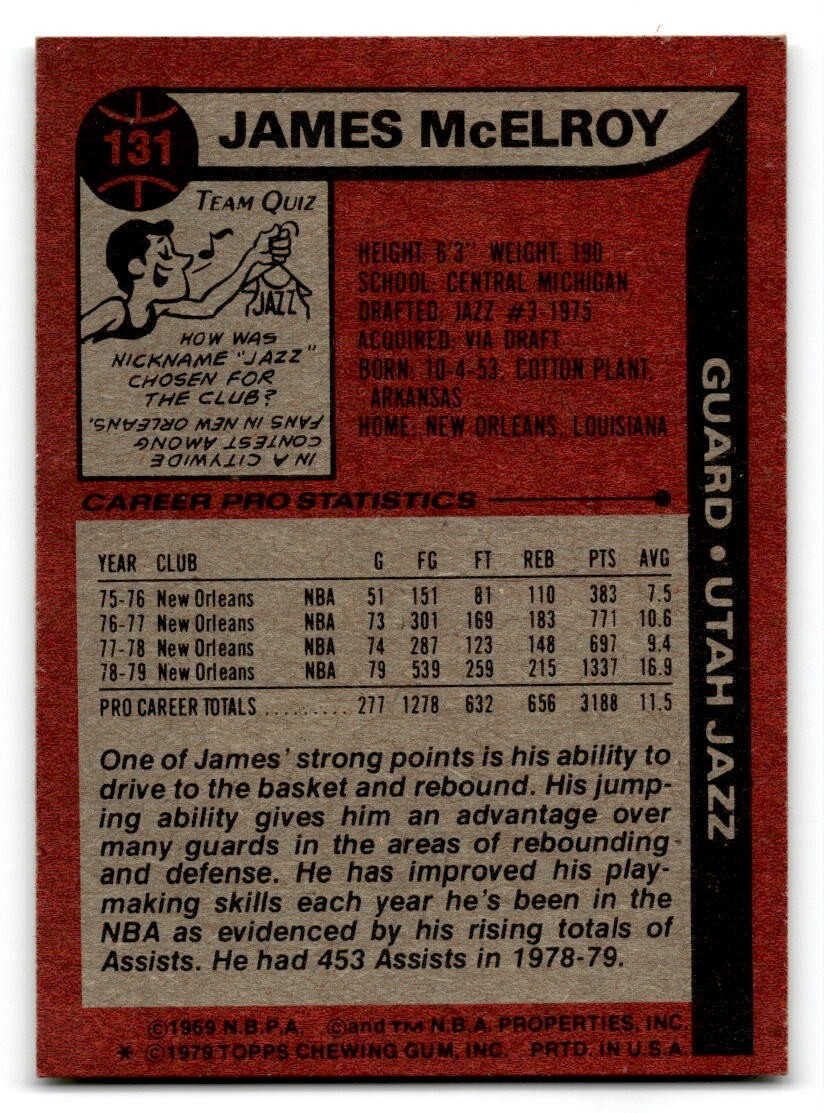 131
JAMES McELROY
TEAM QUIZ
JAZZ
HOW WAS
NICKNAME "JAZZ"
CHOSEN FOR
THE CLUB?
IN A CITYWIDE
CONTEST AMONG
FANS IN NEW ORLEANS.
HEIGHT: 6'3" WEIGHT: 190
SCHOOL: CENTRAL MICHIGAN
DRAFTED: JAZZ #3-1975
ACQUIRED: VIA DRAFT
BORN: 10-4-53, COTTON PLANT,
ARKANSAS
HOME: NEW ORLEANS, LOUISIANA
GUARD • UTAH JAZZ
CAREER PRO STATISTICS
YEAR CLUB G FG FT REB PTS AVG
75-76 New Orleans NBA 51 151 81 110 383 7.5
76-77 New Orleans NBA 73 301 169 183 771 10.6
77-78 New Orleans NBA 74 287 123 148 697 9.4
78-79 New Orleans NBA 79 539 259 215 1337 16.9
PRO CAREER TOTALS ......... 277 1278 632 656 3188 11.5
One of James' strong points is his ability to
drive to the basket and rebound. His jump-
ing ability gives him an advantage over
many guards in the areas of rebounding
and defense. He has improved his play-
making skills each year he's been in the
NBA as evidenced by his rising totals of
Assists. He had 453 Assists in 1978-79.
©1969 N.B.P.A. ©and TM N.B.A. PROPERTIES, INC.
* ©1979 TOPPS CHEWING GUM, INC. PRTD. IN U.S.A.